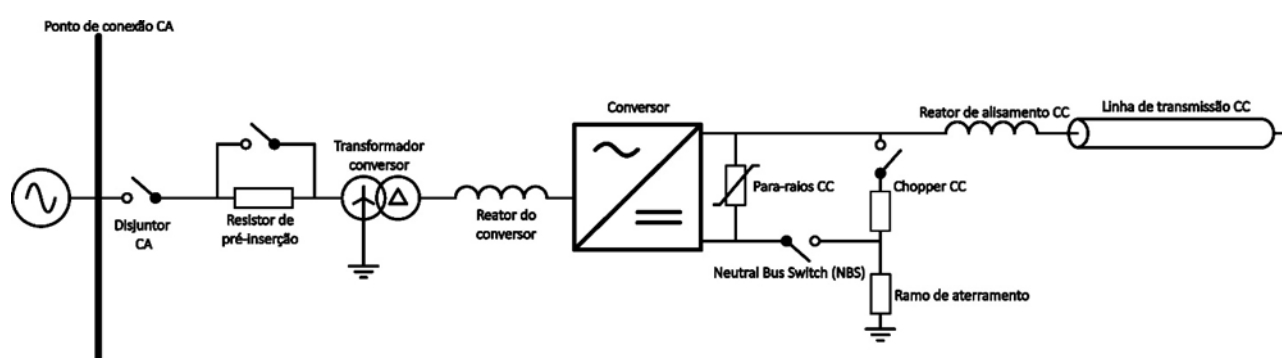 Ponto de conexão CA
Disjuntor
CA
Resistor de
pré-inserção
Transformador
conversor
Reator do
conversor
Conversor
Para-raios CC
Neutral Bus Switch (NBS)
Chopper CC
Ramo de aterramento
Reator de alisamento CC
Linha de transmissão CC